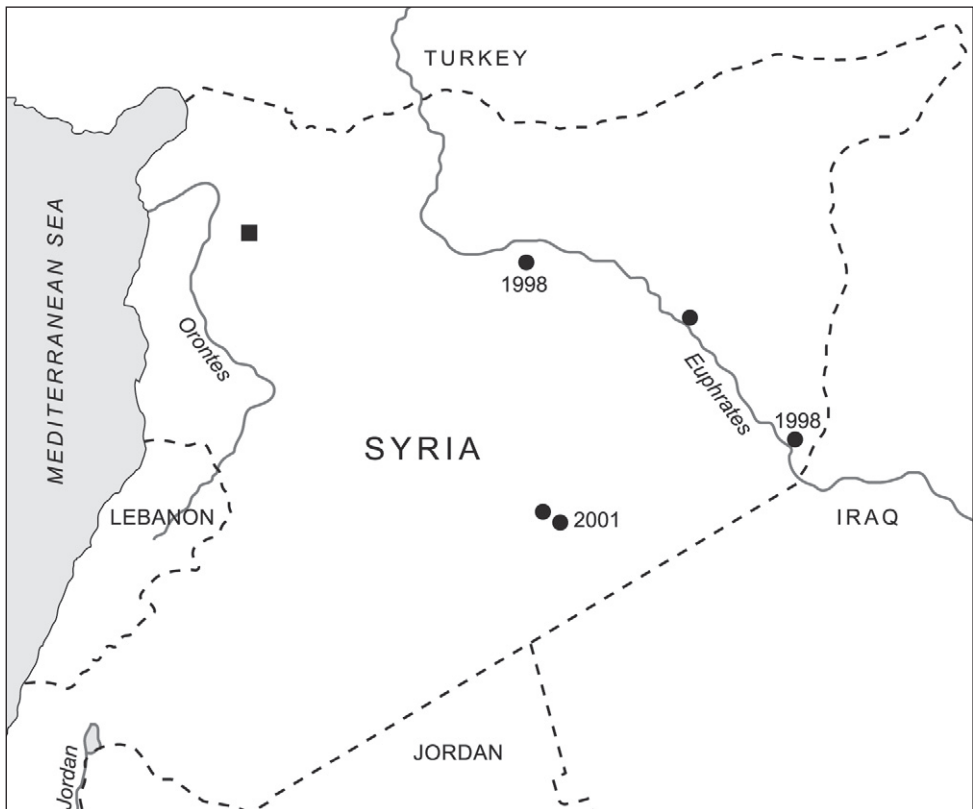 TURKEY
MEDITERRANEAN SEA
1998
Orontes
Euphrates
1998
SYRIA
LEBANON
2001
IRAQ
JORDAN
Jordan